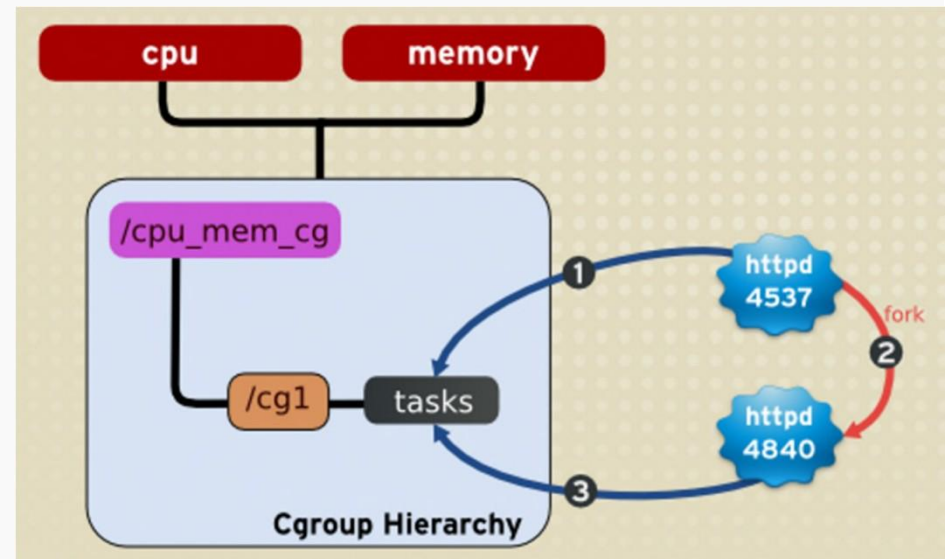 cpu
memory
/cpu_mem_cg
1
httpd
4537
fork
2
/cg1
tasks
httpd
4840
3
Cgroup Hierarchy